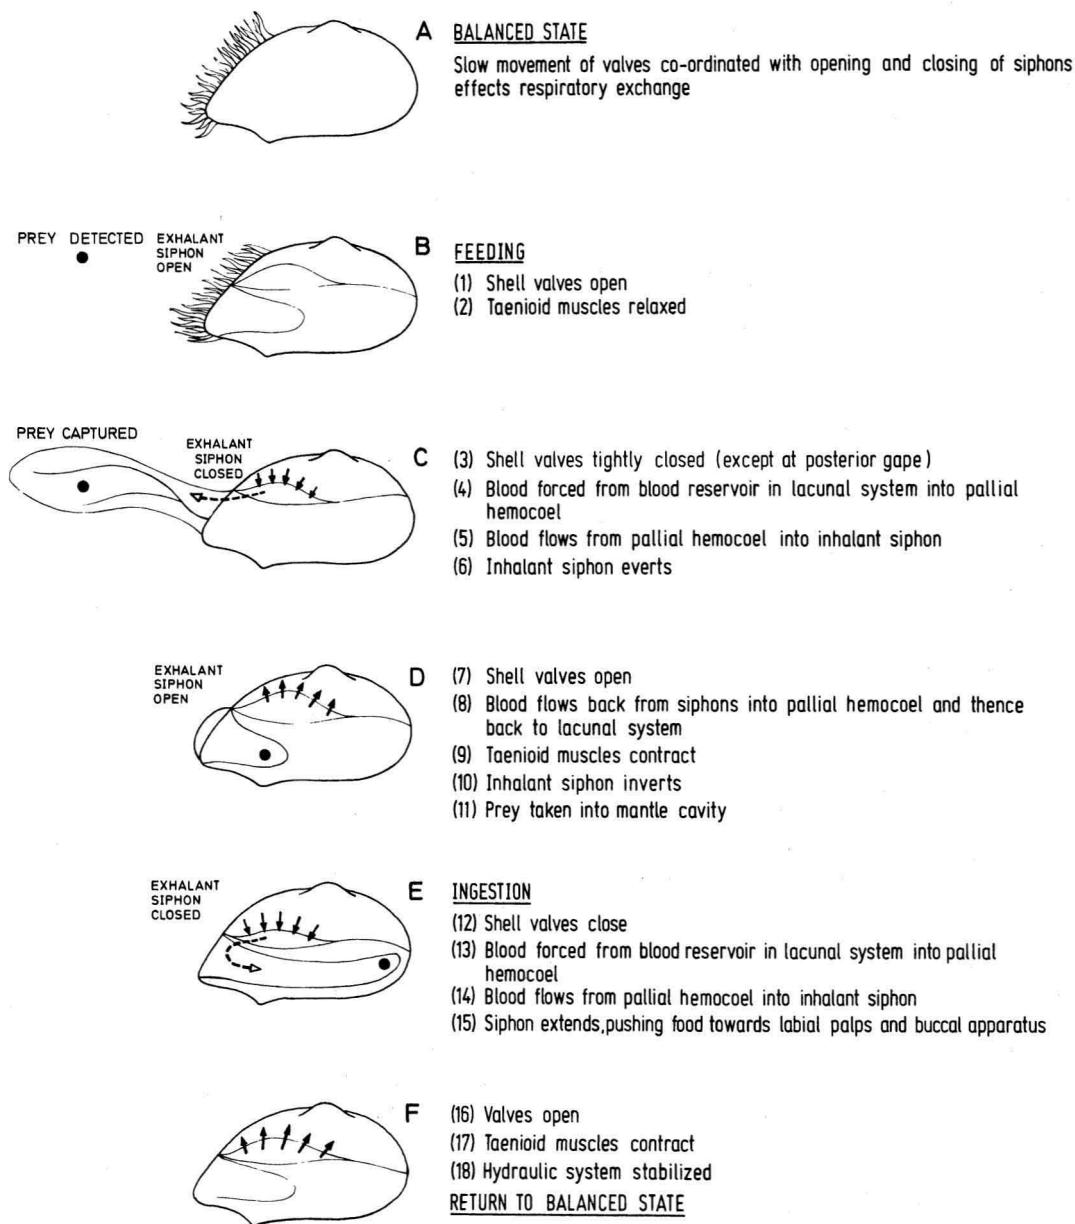 A BALANCED STATE
Slow movement of valves co-ordinated with opening and closing of siphons
effects respiratory exchange
PREY DETECTED
EXHALANT
SIPHON
OPEN
B FEEDING
(1) Shell valves open
(2) Taenioid muscles relaxed
PREY CAPTURED
EXHALANT
SIPHON
CLOSED
C (3) Shell valves tightly closed (except at posterior gape)
(4) Blood forced from blood reservoir in lacunal system into pallial
hemocoel
(5) Blood flows from pallial hemocoel into inhalant siphon
(6) Inhalant siphon everts
EXHALANT
SIPHON
OPEN
D (7) Shell valves open
(8) Blood flows back from siphons into pallial hemocoel and thence
back to lacunal system
(9) Taenioid muscles contract
(10) Inhalant siphon inverts
(11) Prey taken into mantle cavity
EXHALANT
SIPHON
CLOSED
E INGESTION
(12) Shell valves close
(13) Blood forced from blood reservoir in lacunal system into pallial
hemocoel
(14) Blood flows from pallial hemocoel into inhalant siphon
(15) Siphon extends,pushing food towards labial palps and buccal apparatus
F (16) Valves open
(17) Taenioid muscles contract
(18) Hydraulic system stabilized
RETURN TO BALANCED STATE